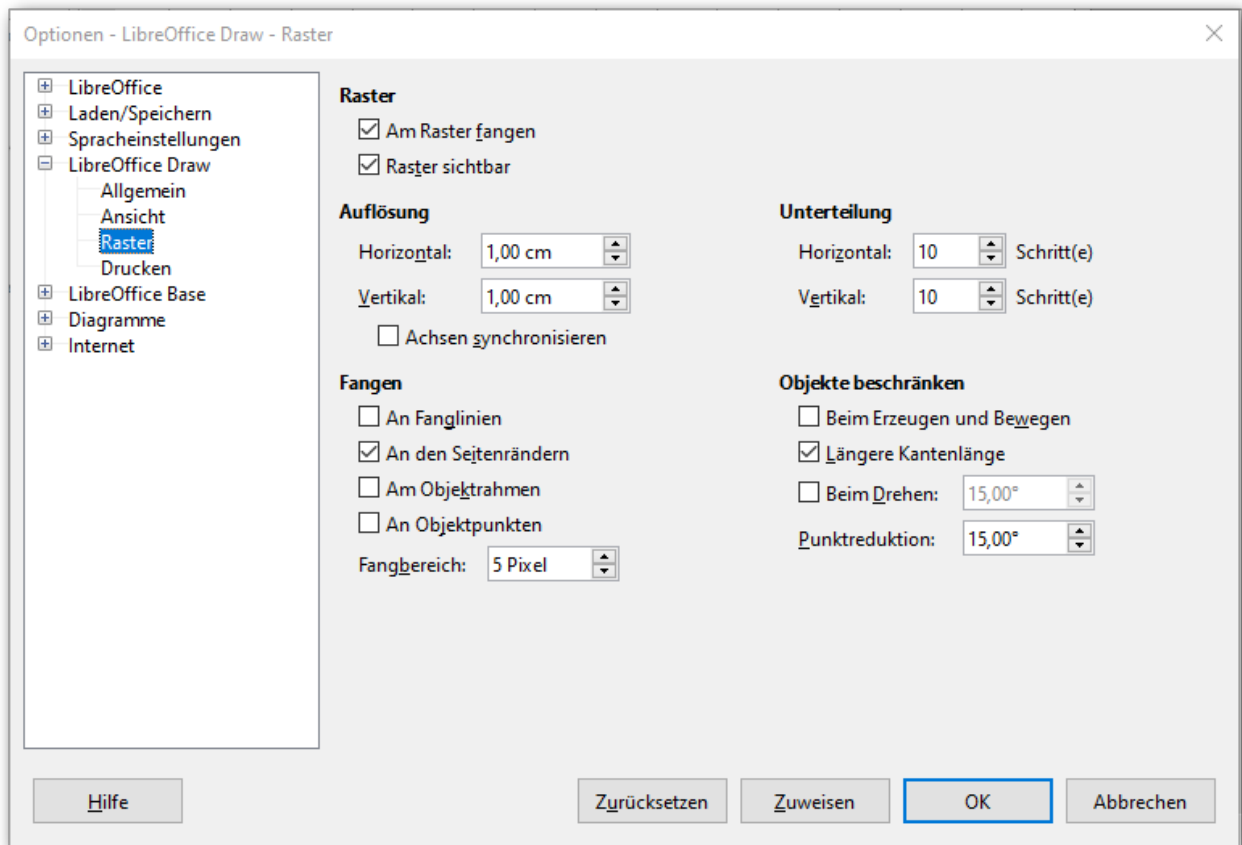 Optionen - LibreOffice Draw - Raster
LibreOffice
Laden/Speichern
Spracheinstellungen
LibreOffice Draw
Allgemein
Ansicht
Raster
Drucken
LibreOffice Base
Diagramme
Internet
Raster
Am Raster fangen
Raster sichtbar
Auflösung
Horizontal: 1,00 cm
Vertikal: 1,00 cm
Achsen synchronisieren
Unterteilung
Horizontal: 10 Schritt(e)
Vertikal: 10 Schritt(e)
Fangen
An Fanglinien
An den Seitenrändern
Am Objektrahmen
An Objektpunkten
Fangbereich: 5 Pixel
Objekte beschränken
Beim Erzeugen und Bewegen
Längere Kantenlänge
Beim Drehen: 15,00°
Punktreduktion: 15,00°
Hilfe Zurücksetzen Zuweisen OK Abbrechen